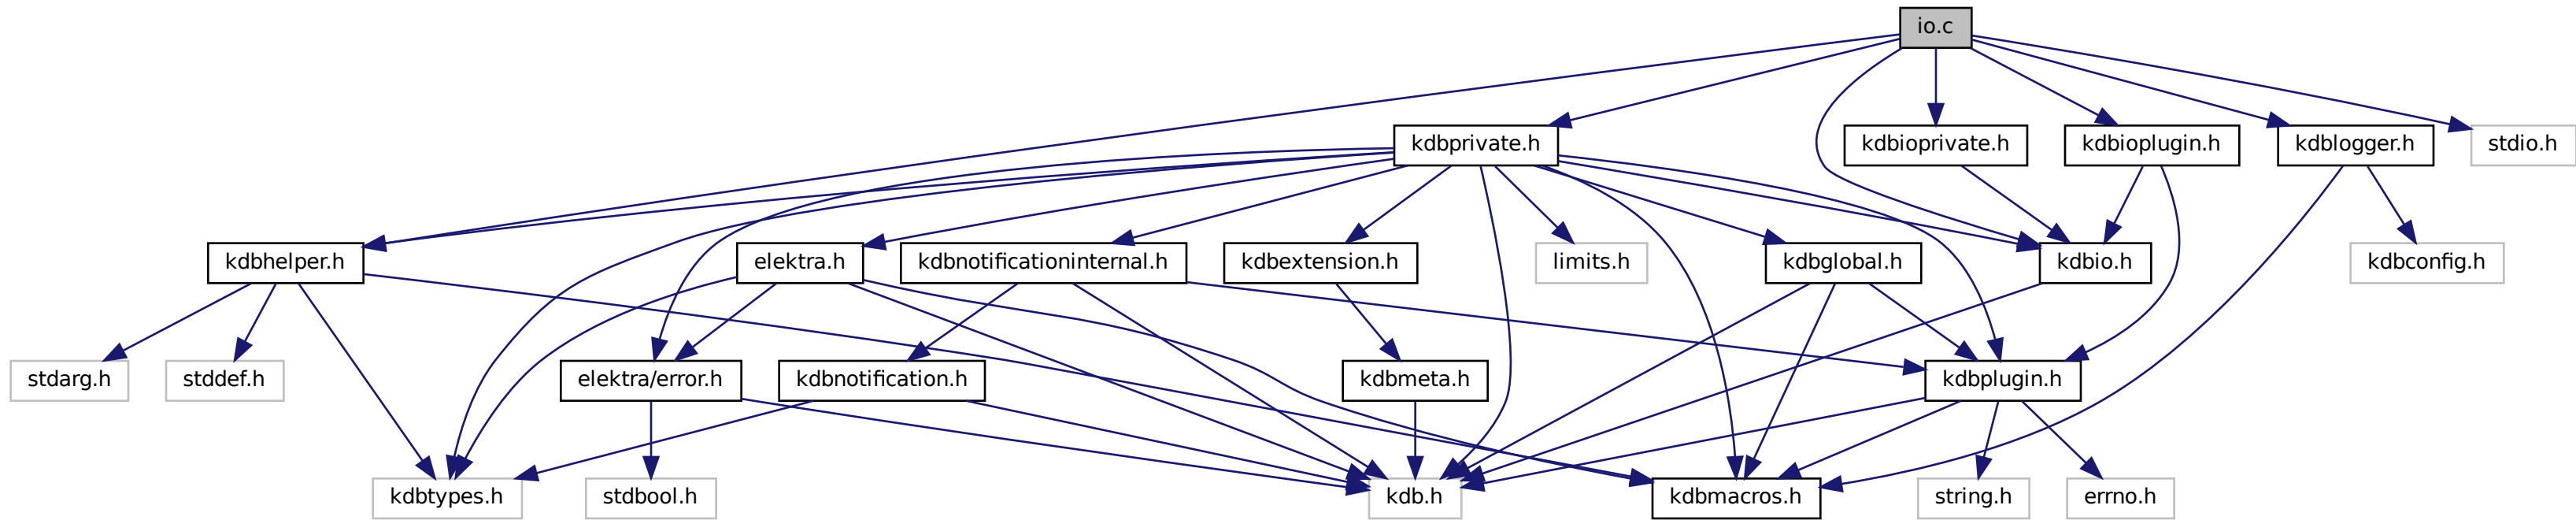 io.c
kdbprivate.h
kdbioprivate.h
kdbioplugin.h
kdblogger.h
stdio.h
kdbhelper.h
elektra.h
kdbnotificationinternal.h
kdbextension.h
limits.h
kdbglobal.h
kdbio.h
kdbconfig.h
stdarg.h
stddef.h
elektra/error.h
kdbnotification.h
kdbmeta.h
kdbplugin.h
kdbtypes.h
stdbool.h
kdb.h
kdbmacros.h
string.h
errno.h